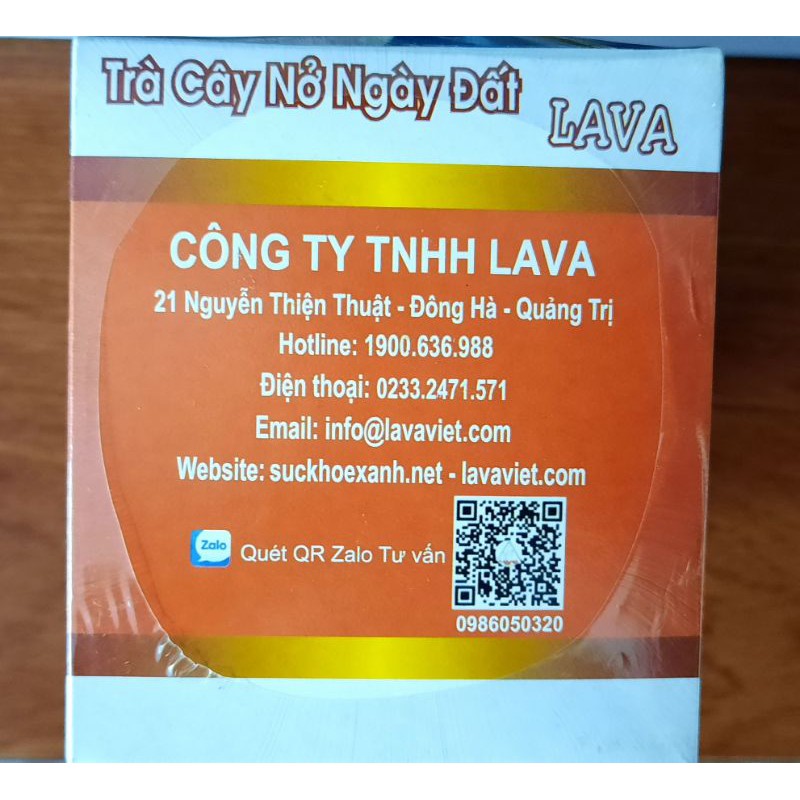 Trà Cây Nở Ngày Đất
LAVA
CÔNG TY TNHH LAVA
21 Nguyễn Thiện Thuật - Đông Hà - Quảng Trị
Hotline: 1900.636.988
Điện thoại: 0233.2471.571
Email: info@lavaviet.com
Website: suckhoexanh.net - lavaviet.com
Zalo Quét QR Zalo Tư vấn
0986050320